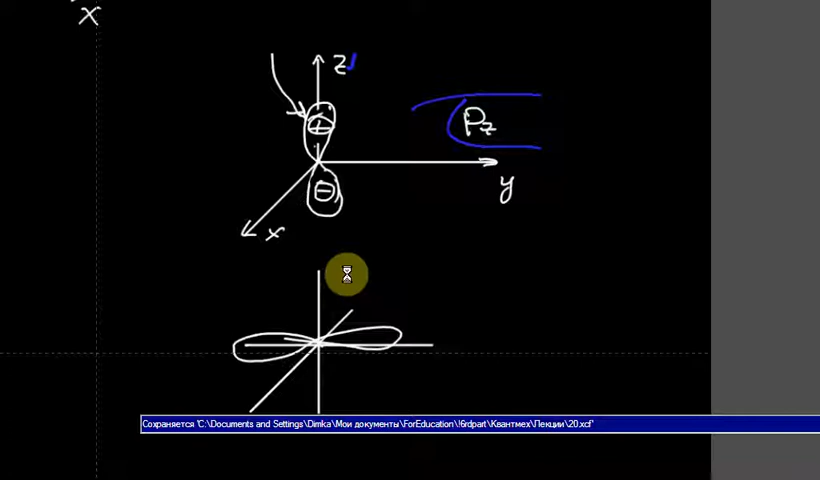 x
z
+
Pz
y
−
x
Сохраняется 'C:\Documents and Settings\Dimka\Мои документы\ForEducation\!6rdpart\Квантмех\Лекции\20.xcf'